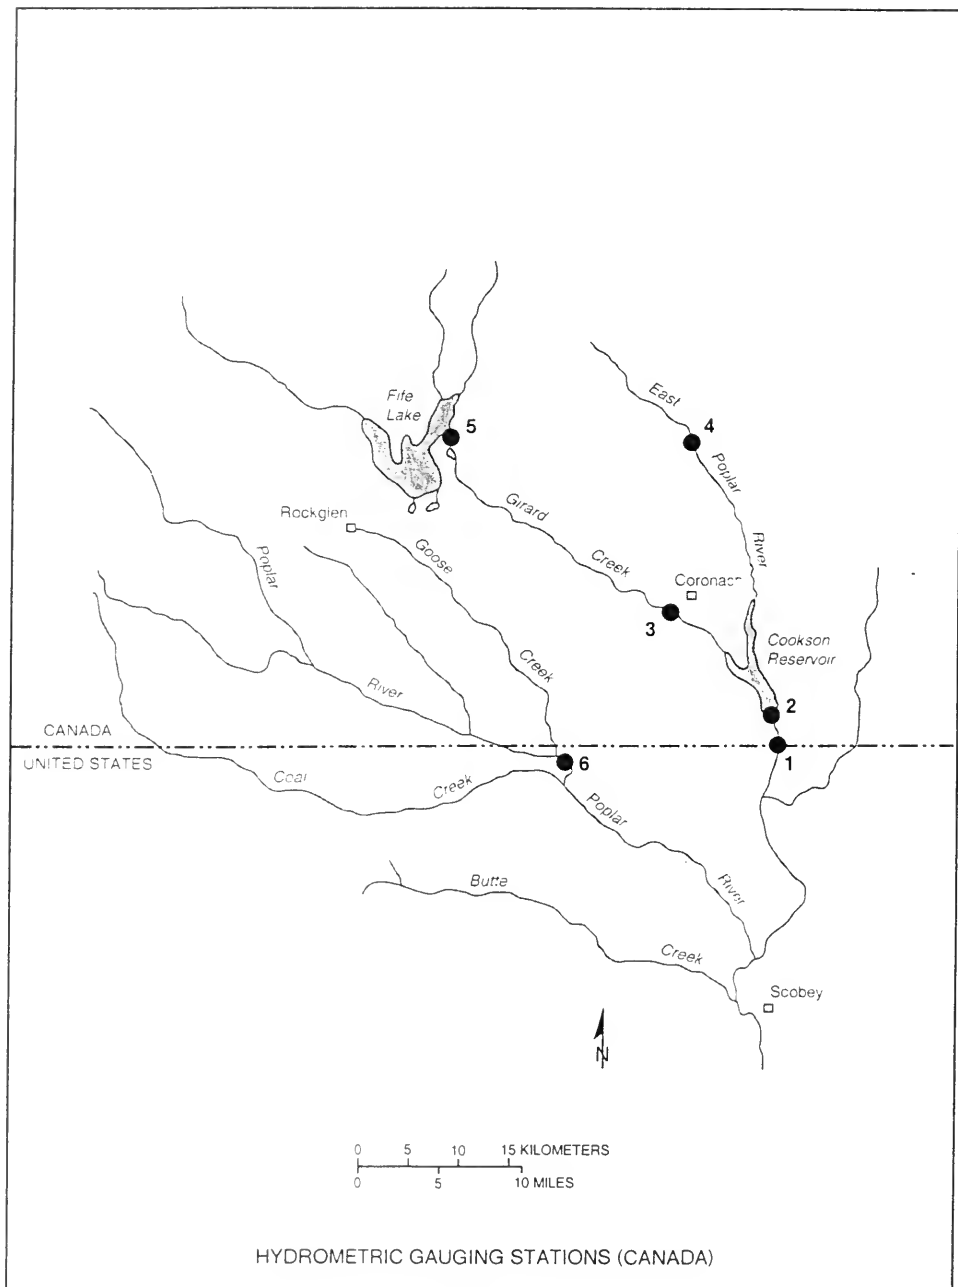 Fife
Lake
5
East
4
Poplar
River
Girard
Creek
Rockglen
Goose
Creek
Poplar
River
3
Cookson
Reservoir
2
CANADA
UNITED STATES
1
6
Coal
Creek
Poplar
River
Butte
Creek
Scobey
N
0 5 10 15 KILOMETERS
0 5 10 MILES
HYDROMETRIC GAUGING STATIONS (CANADA)